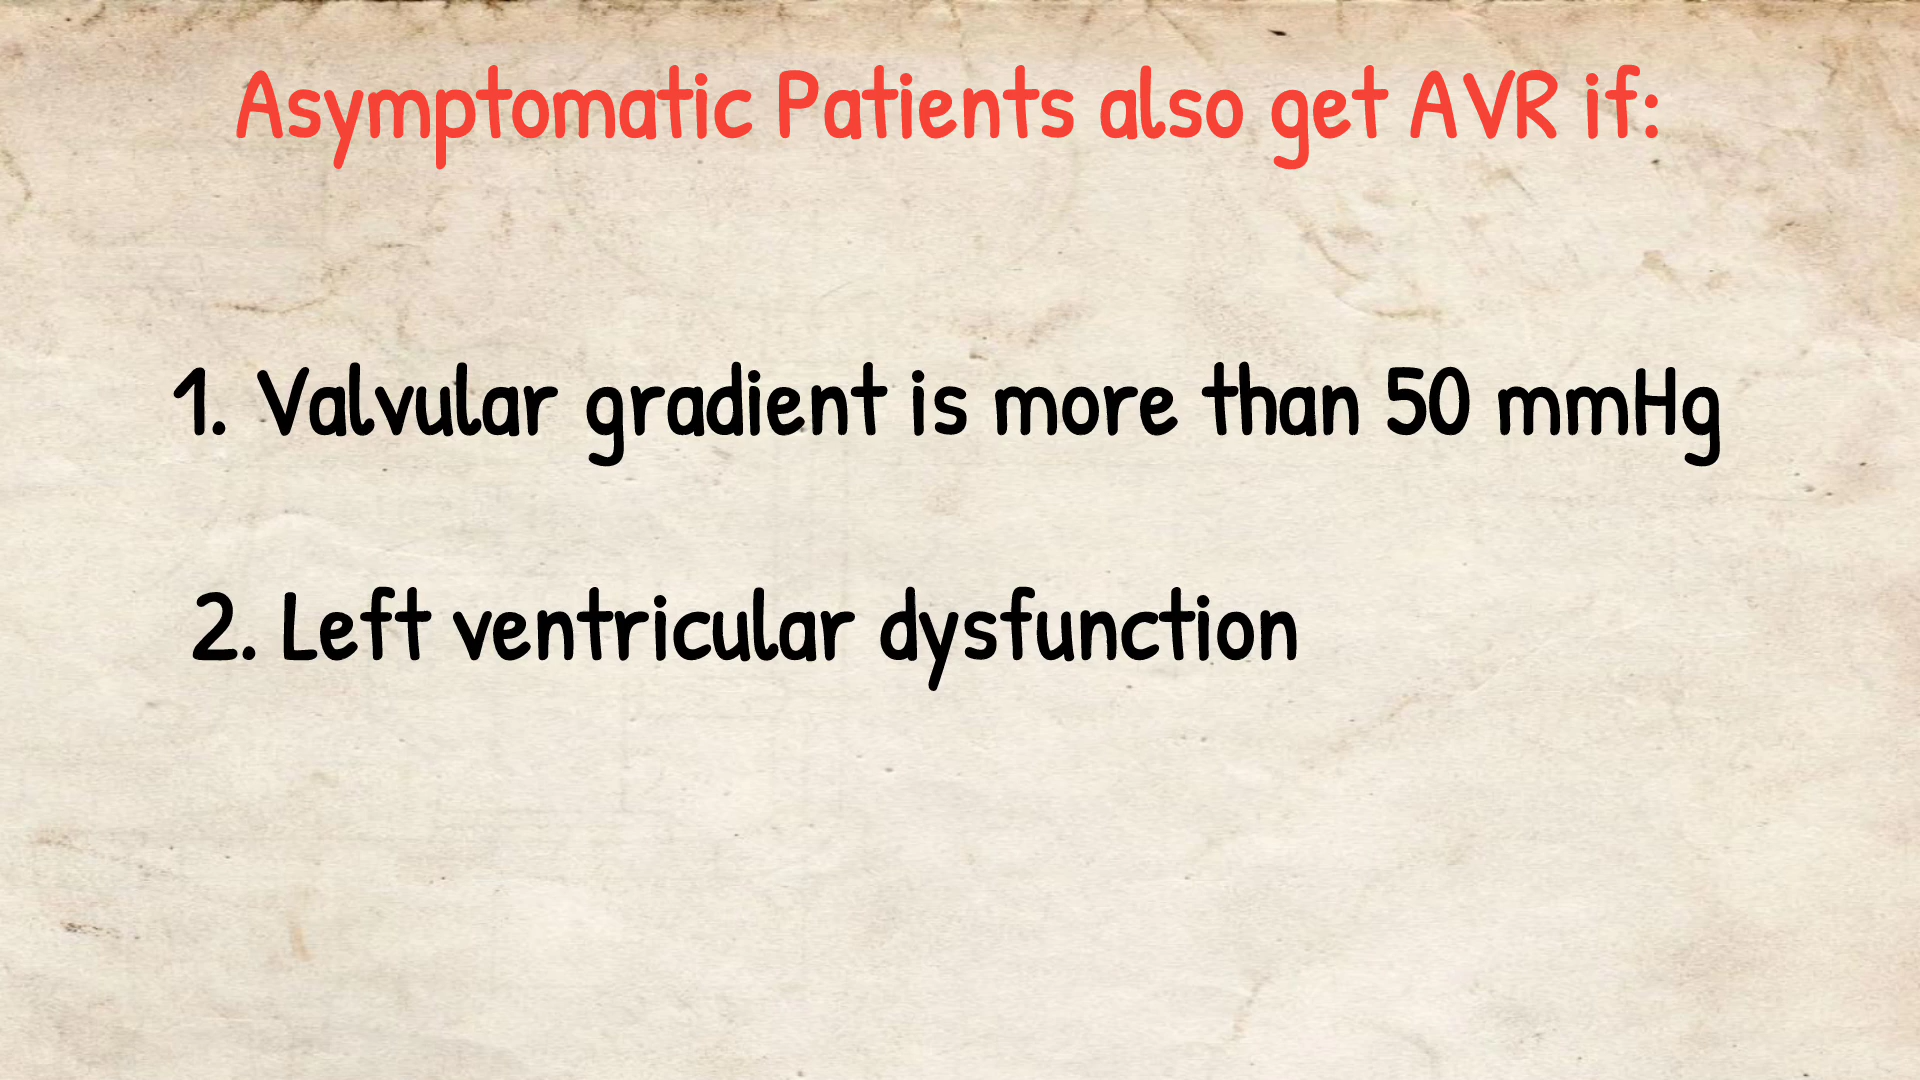 Asymptomatic Patients also get AVR if:
1. Valvular gradient is more than 50 mmHg
2. Left ventricular dysfunction